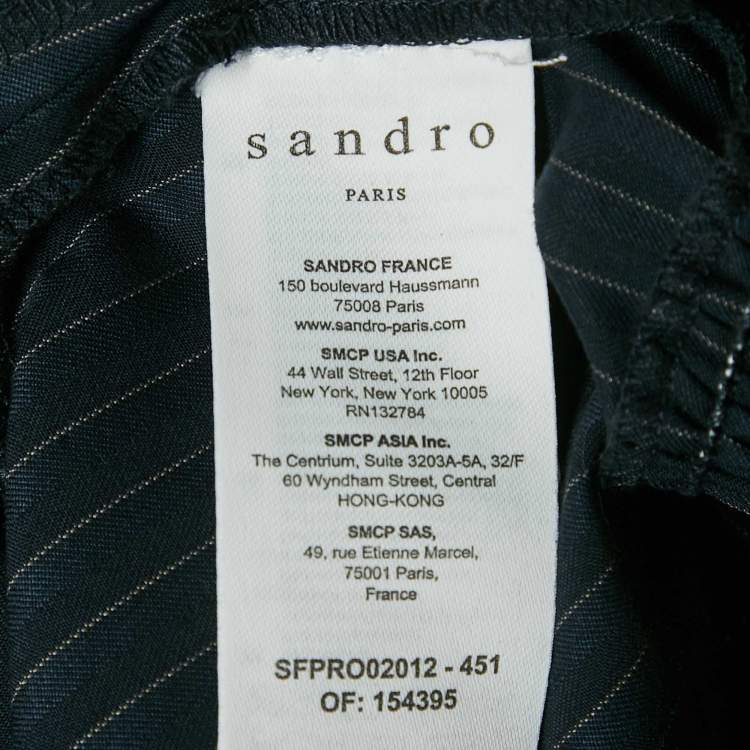 sandro
PARIS
SANDRO FRANCE
150 boulevard Haussmann
75008 Paris
www.sandro-paris.com
SMCP USA Inc.
44 Wall Street, 12th Floor
New York, New York 10005
RN132784
SMCP ASIA Inc.
The Centrium, Suite 3203A-5A, 32/F
60 Wyndham Street, Central
HONG-KONG
SMCP SAS,
49, rue Etienne Marcel,
75001 Paris,
France
SFPRO02012 - 451
OF: 154395